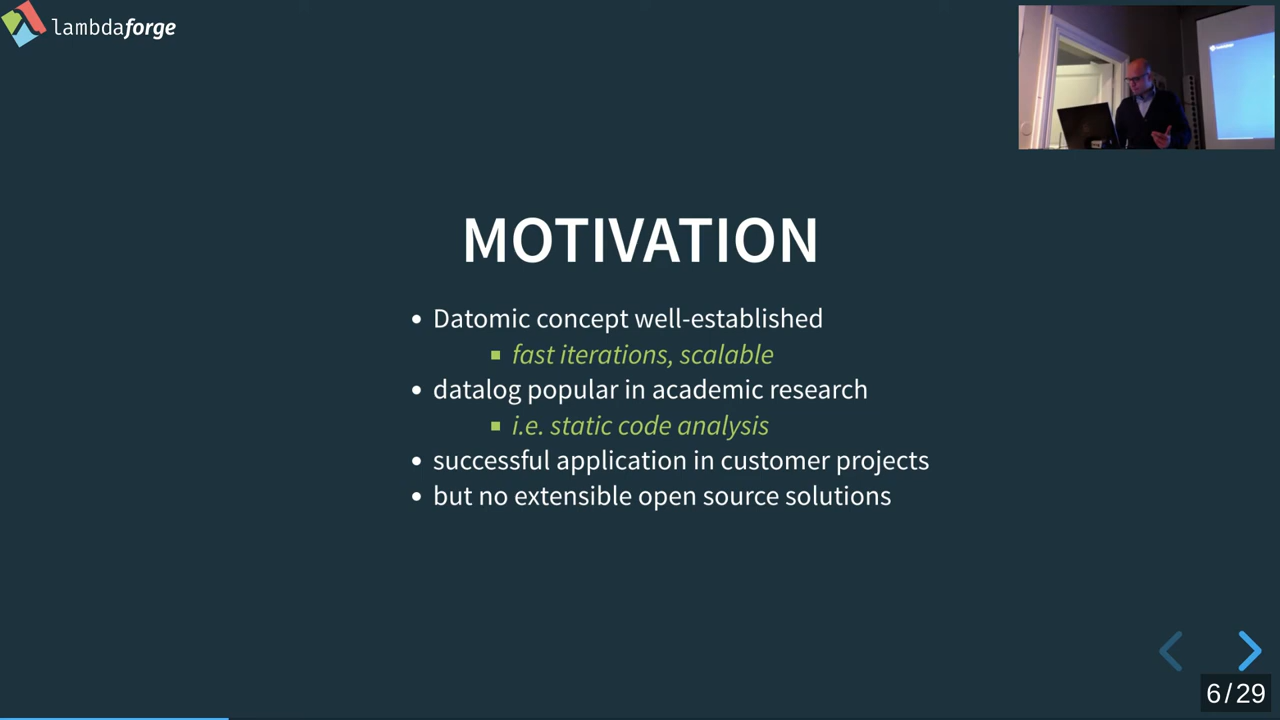 lambdaforge
MOTIVATION
• Datomic concept well-established
▪ fast iterations, scalable
• datalog popular in academic research
▪ i.e. static code analysis
• successful application in customer projects
• but no extensible open source solutions
6/29